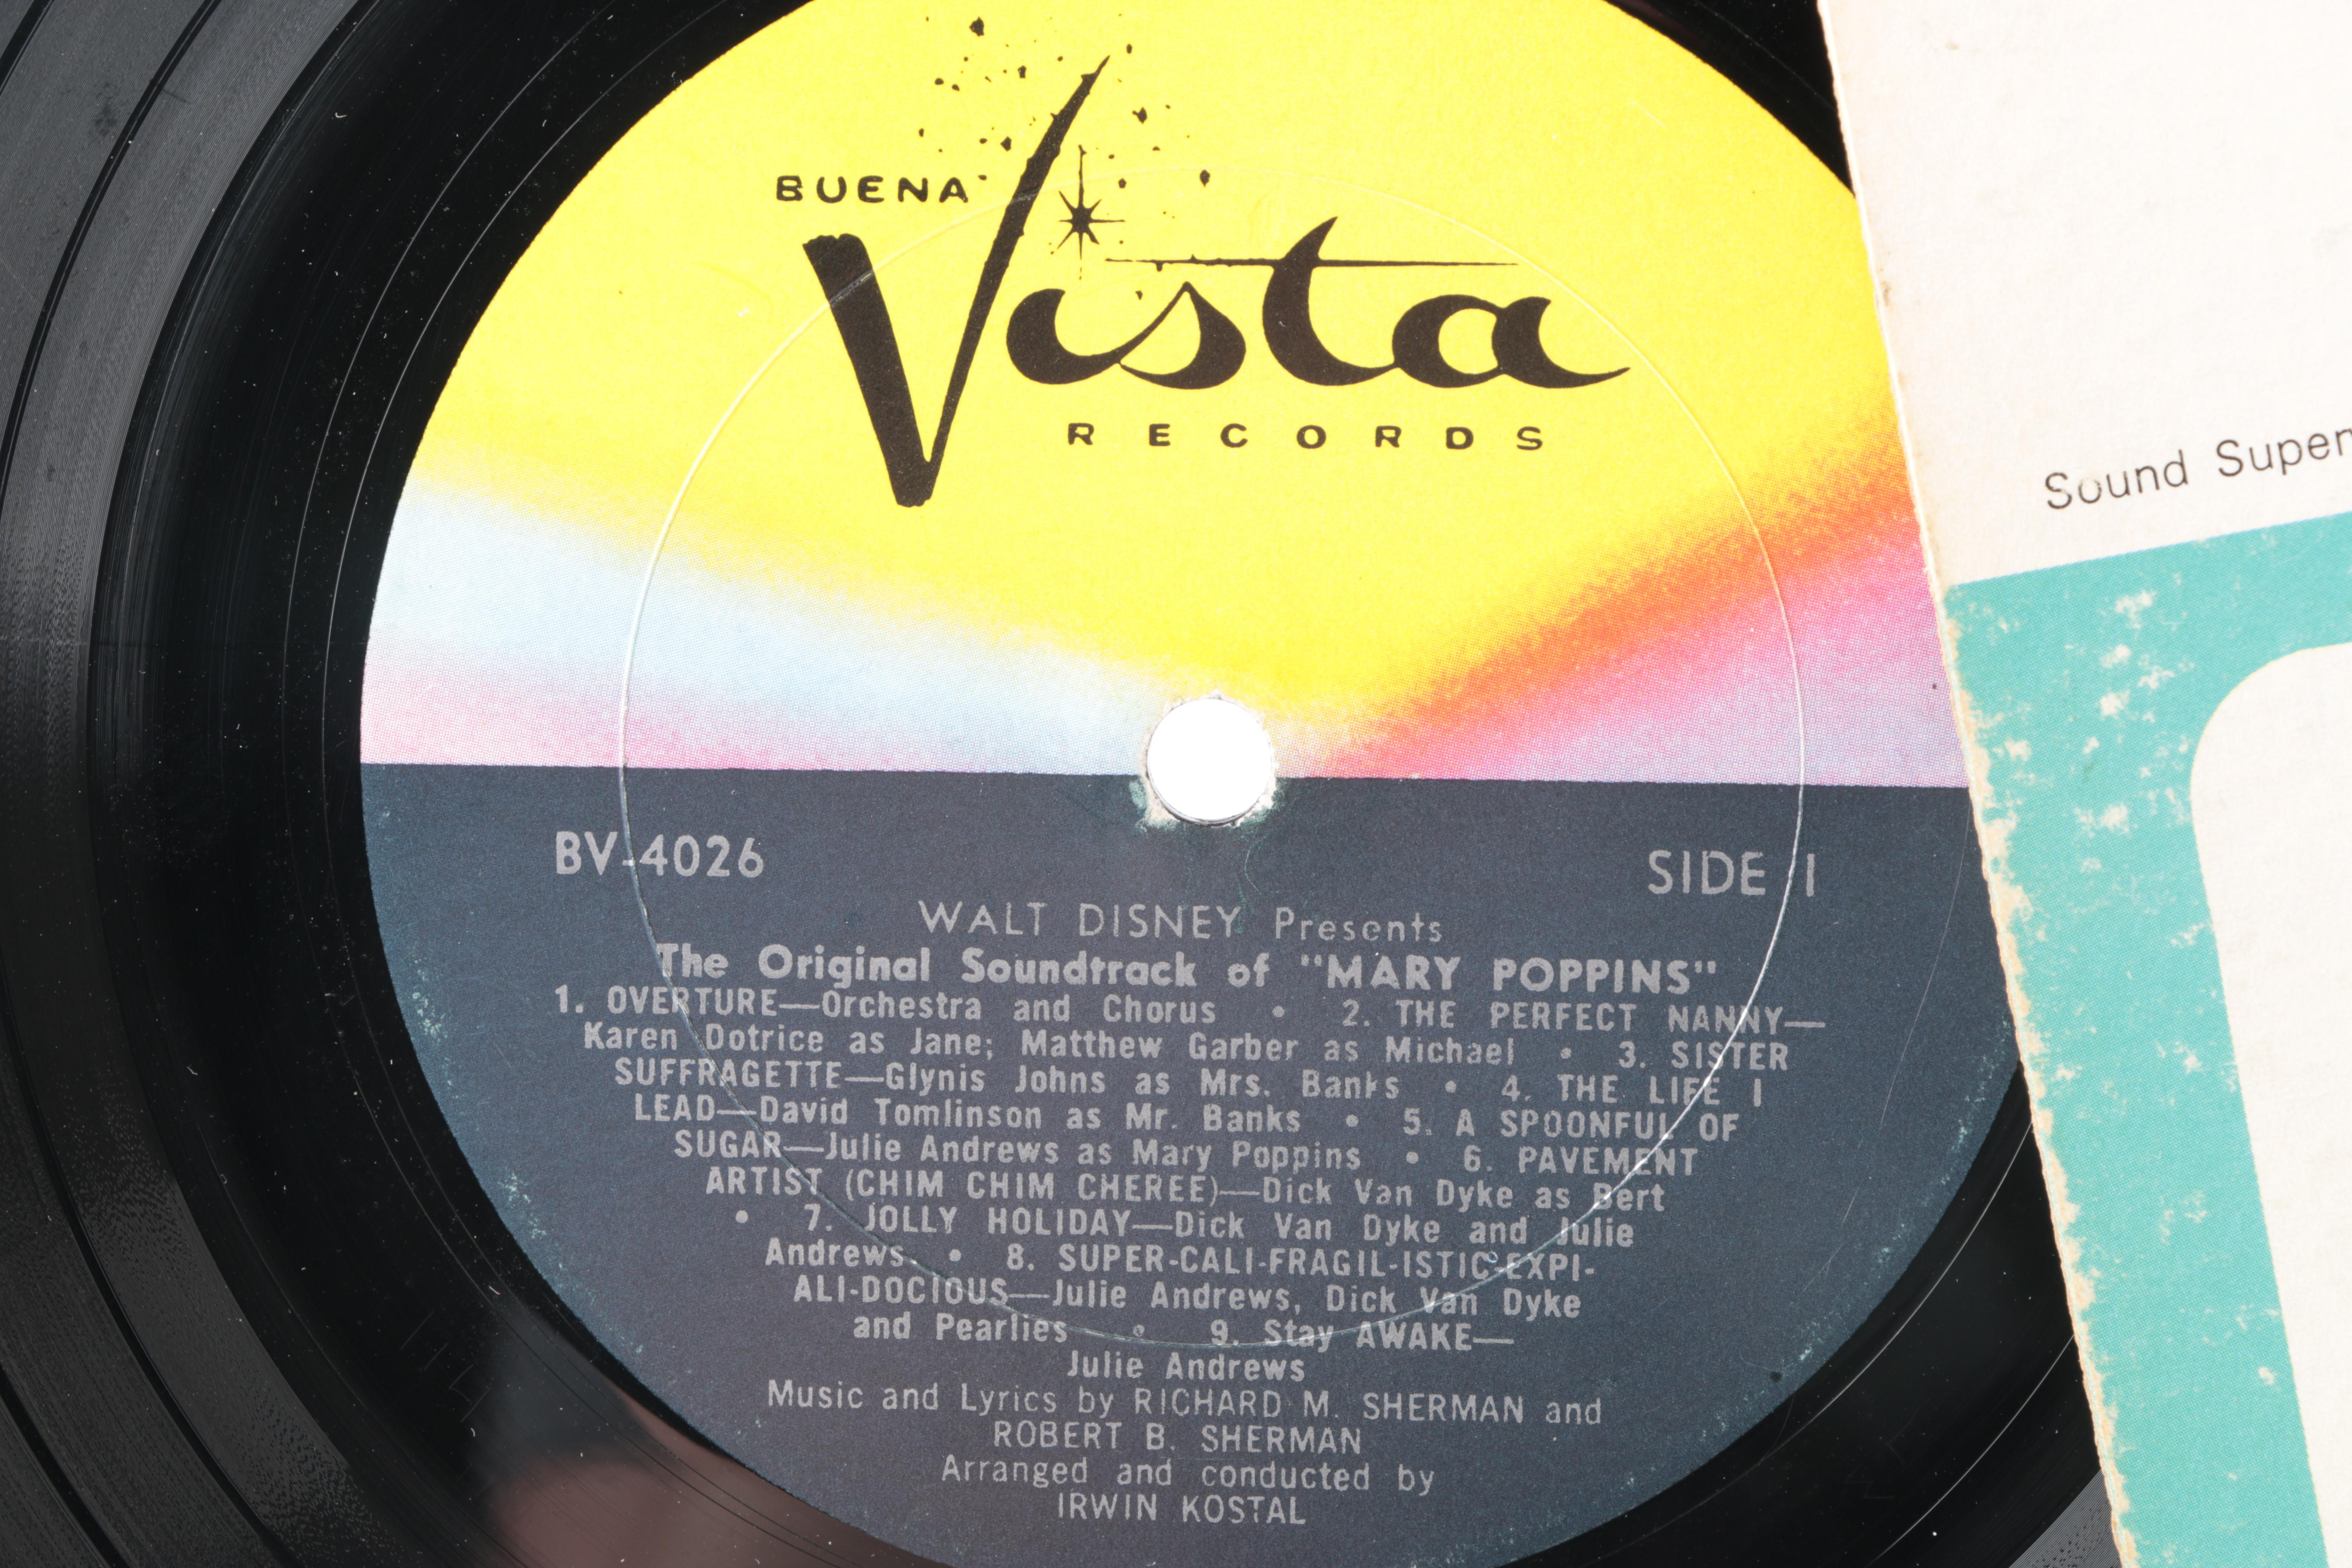 BUENA
Vista
RECORDS
Sound Super
BV-4026
SIDE 1
WALT DISNEY Presents
The Original Soundtrack of "MARY POPPINS"
1. OVERTURE—Orchestra and Chorus • 2. THE PERFECT NANNY—
Karen Dotrice as Jane; Matthew Garber as Michael • 3. SISTER
SUFFRAGETTE—Glynis Johns as Mrs. Banks • 4. THE LIFE I
LEAD—David Tomlinson as Mr. Banks • 5. A SPOONFUL OF
SUGAR—Julie Andrews as Mary Poppins • 6. PAVEMENT
ARTIST (CHIM CHIM CHEREE)—Dick Van Dyke as Bert
• 7. JOLLY HOLIDAY—Dick Van Dyke and Julie
Andrews • 8. SUPER-CALI-FRAGIL-ISTIC-EXPI-
ALI-DOCIOUS—Julie Andrews, Dick Van Dyke
and Pearlies • 9. Stay AWAKE—
Julie Andrews
Music and Lyrics by RICHARD M. SHERMAN and
ROBERT B. SHERMAN
Arranged and conducted by
IRWIN KOSTAL